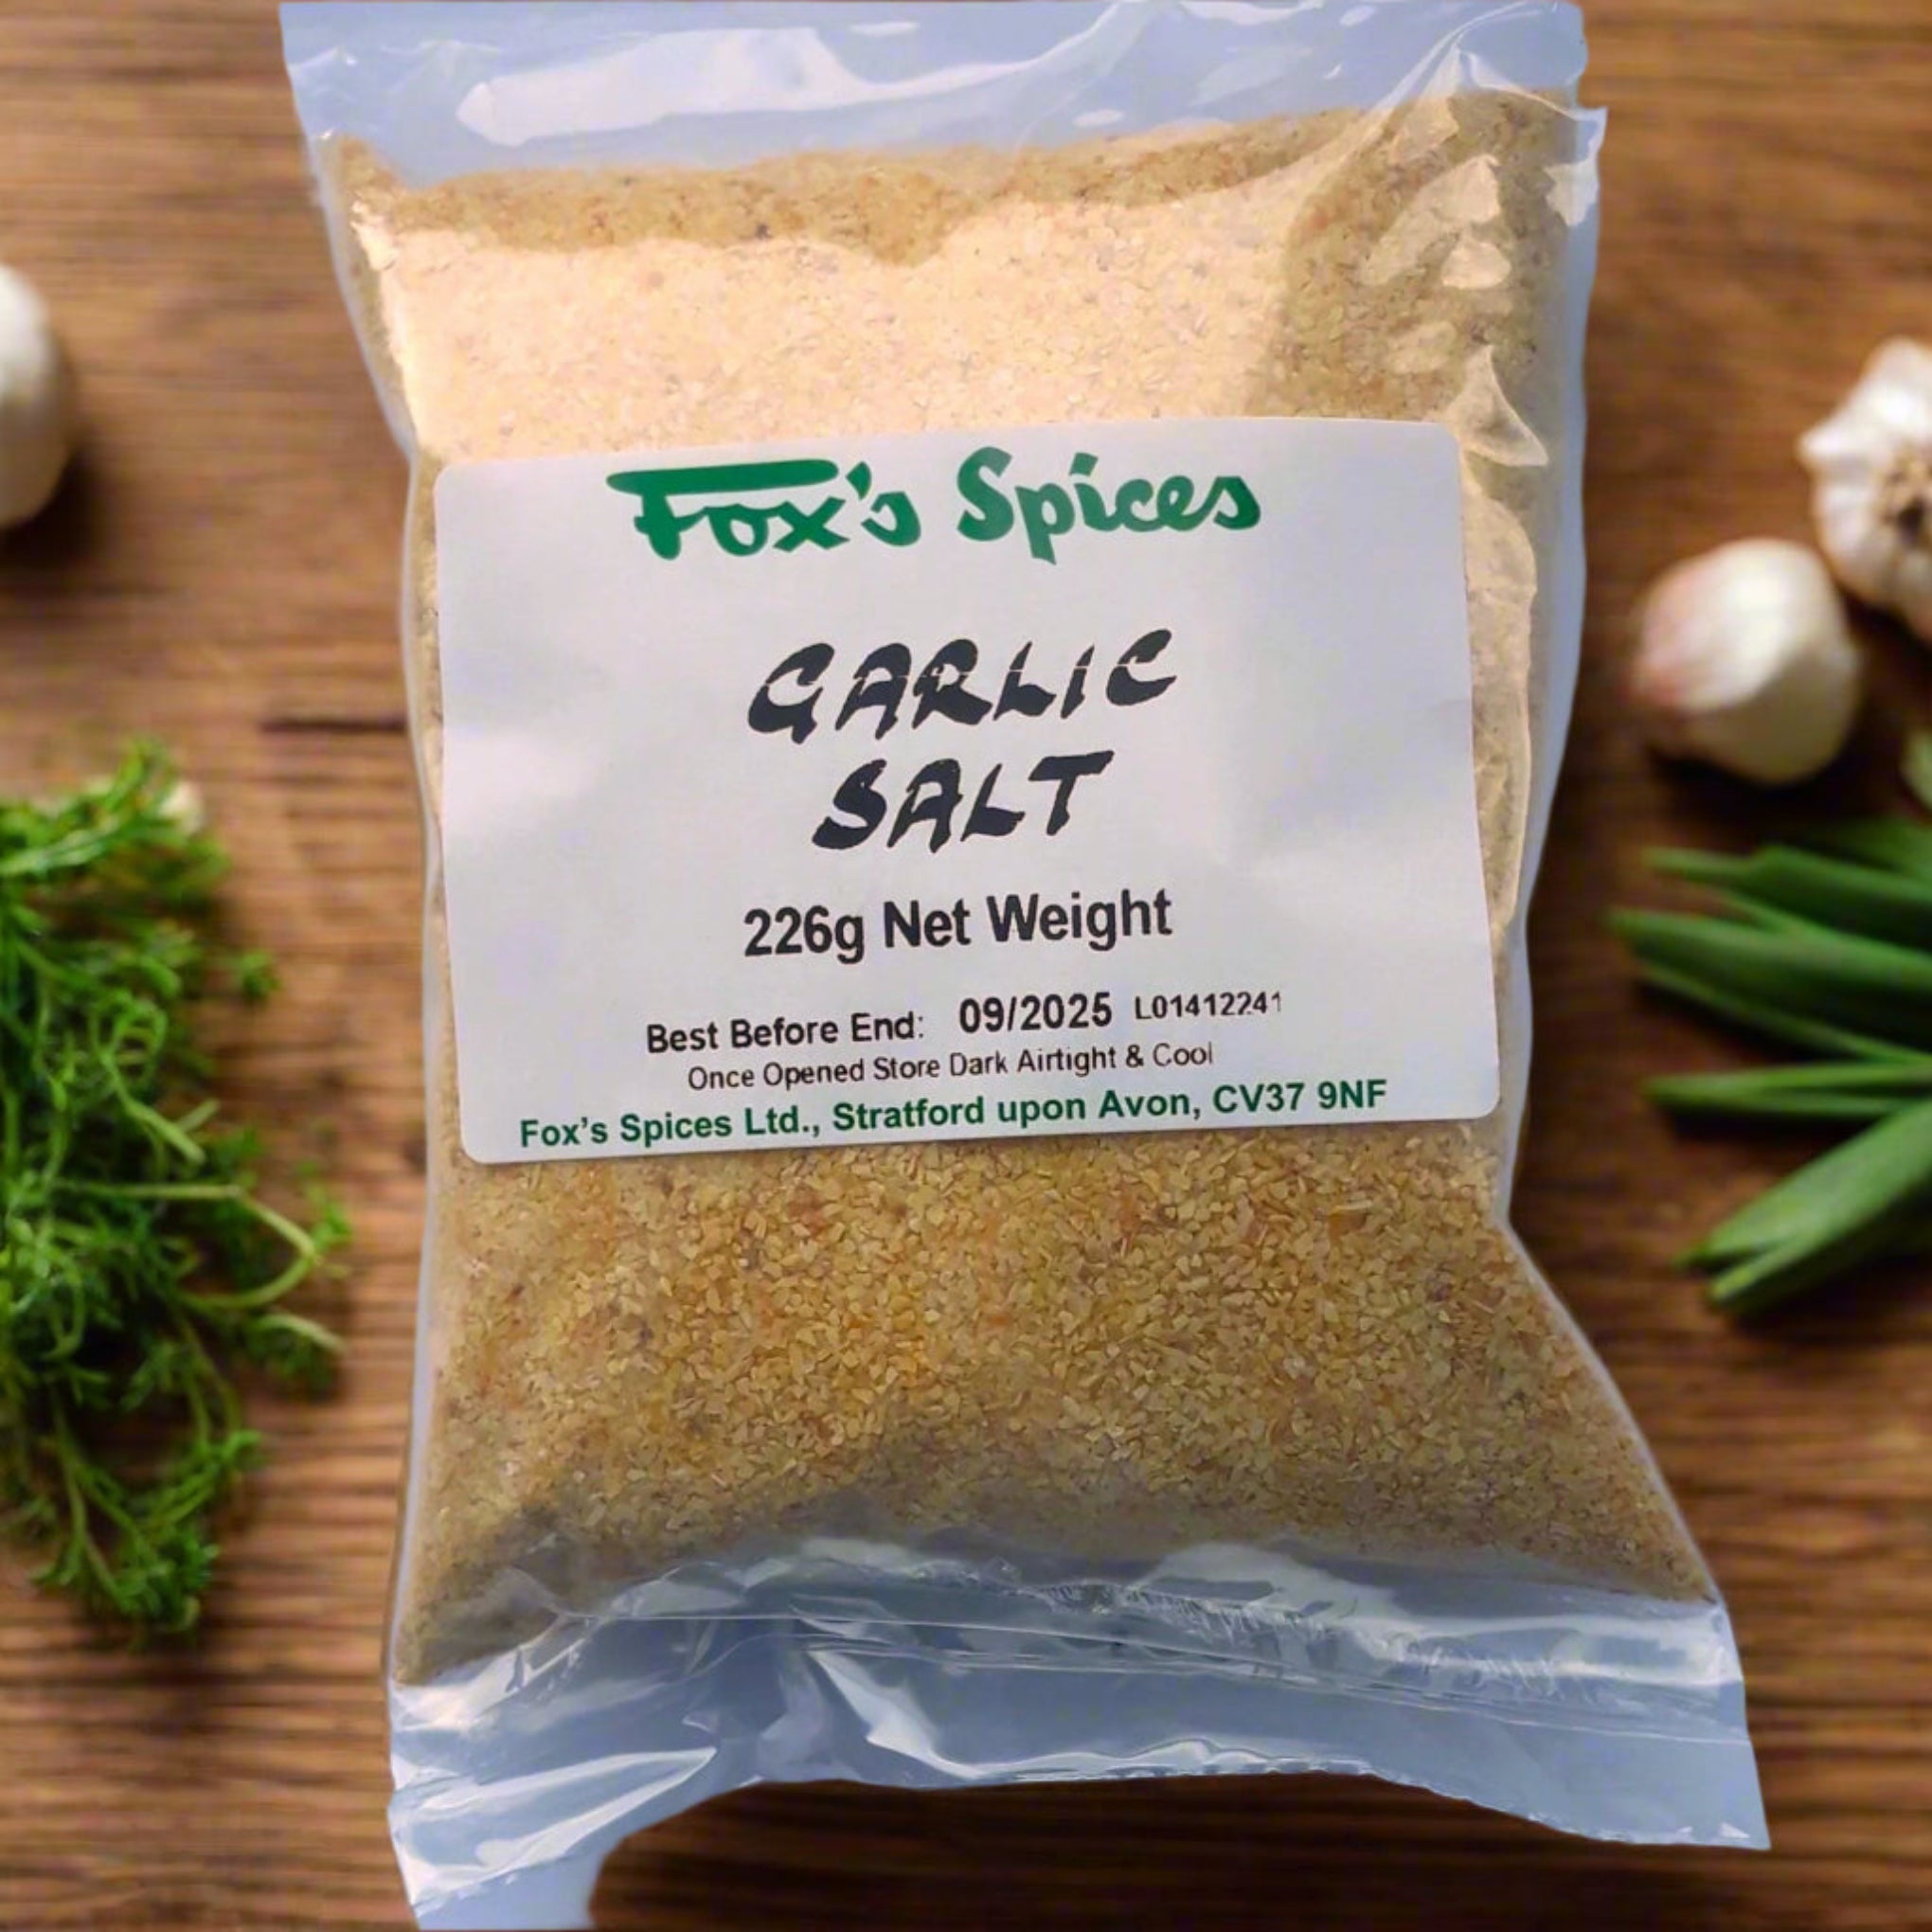 Fox's Spices
GARLIC
SALT
226g Net Weight
Best Before End: 09/2025 L01412241
Once Opened Store Dark Airtight & Cool
Fox's Spices Ltd., Stratford upon Avon, CV37 9NF